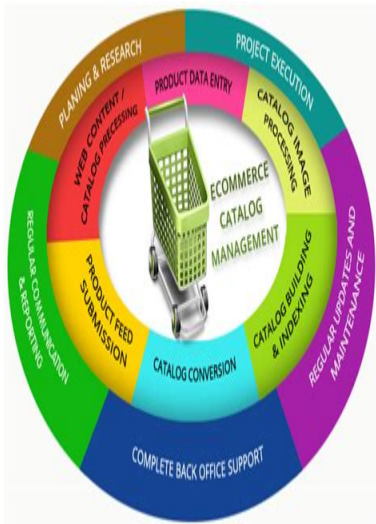 PLANING & RESEARCH
PROJECT EXECUTION
REGULAR UPDATES AND
MAINTENANCE
COMPLETE BACK OFFICE SUPPORT
REGULAR COMMUNICATION
& REPORTING
PRODUCT DATA ENTRY
CATALOG IMAGE
PROCESSING
CATALOG BUILDING
& INDEXING
CATALOG CONVERSION
PRODUCT FEED
SUBMISSION
WEB CONTENT /
CATALOG PRECESSING
ECOMMERCE
CATALOG
MANAGEMENT